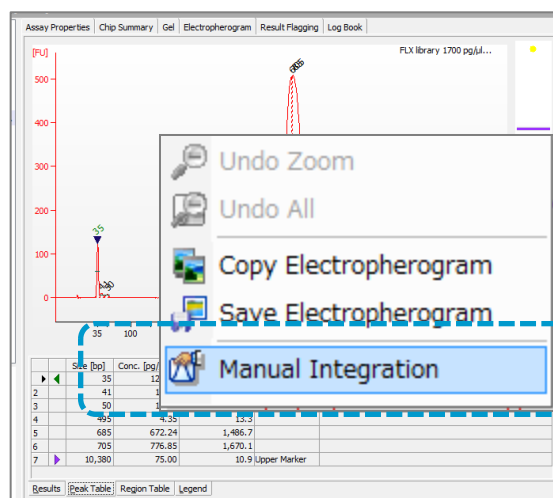 Assay Properties Chip Summary Gel Electropherogram Result Flagging Log Book
[FU]
FLX library 1700 pg/µl...
500
400
300
200
100
0
35
35 100
Undo Zoom
Undo All
Copy Electropherogram
Save Electropherogram
Manual Integration
Size [bp] Conc. [pg/
35 12
2 41 1
3 50 1
4 495 4.35 13.3
5 685 672.24 1,486.7
6 705 776.85 1,670.1
7 10,380 75.00 10.9 Upper Marker
Results Peak Table Region Table Legend